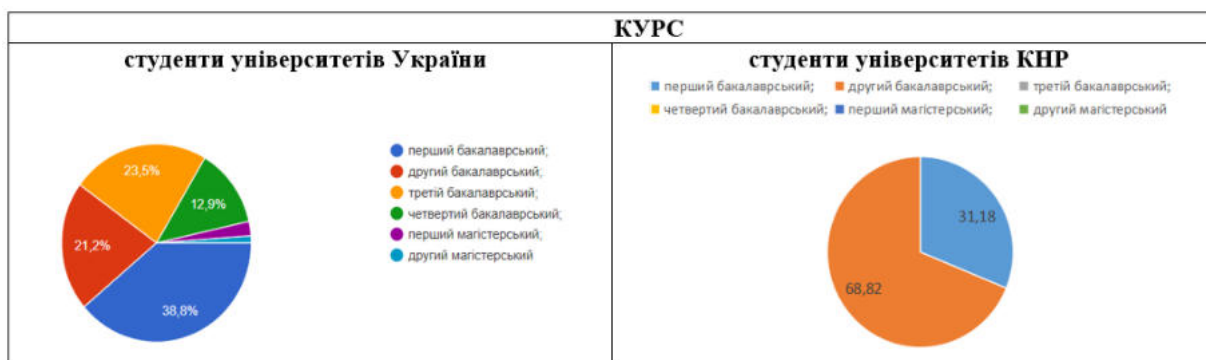 КУРС
студенти університетів України
23,5%
12,9%
21,2%
38,8%
перший бакалаврський;
другий бакалаврський;
третій бакалаврський;
четвертий бакалаврський;
перший магістерський;
другий магістерський
студенти університетів КНР
перший бакалаврський; другий бакалаврський; третій бакалаврський;
четвертий бакалаврський; перший магістерський; другий магістерський
31,18
68,82